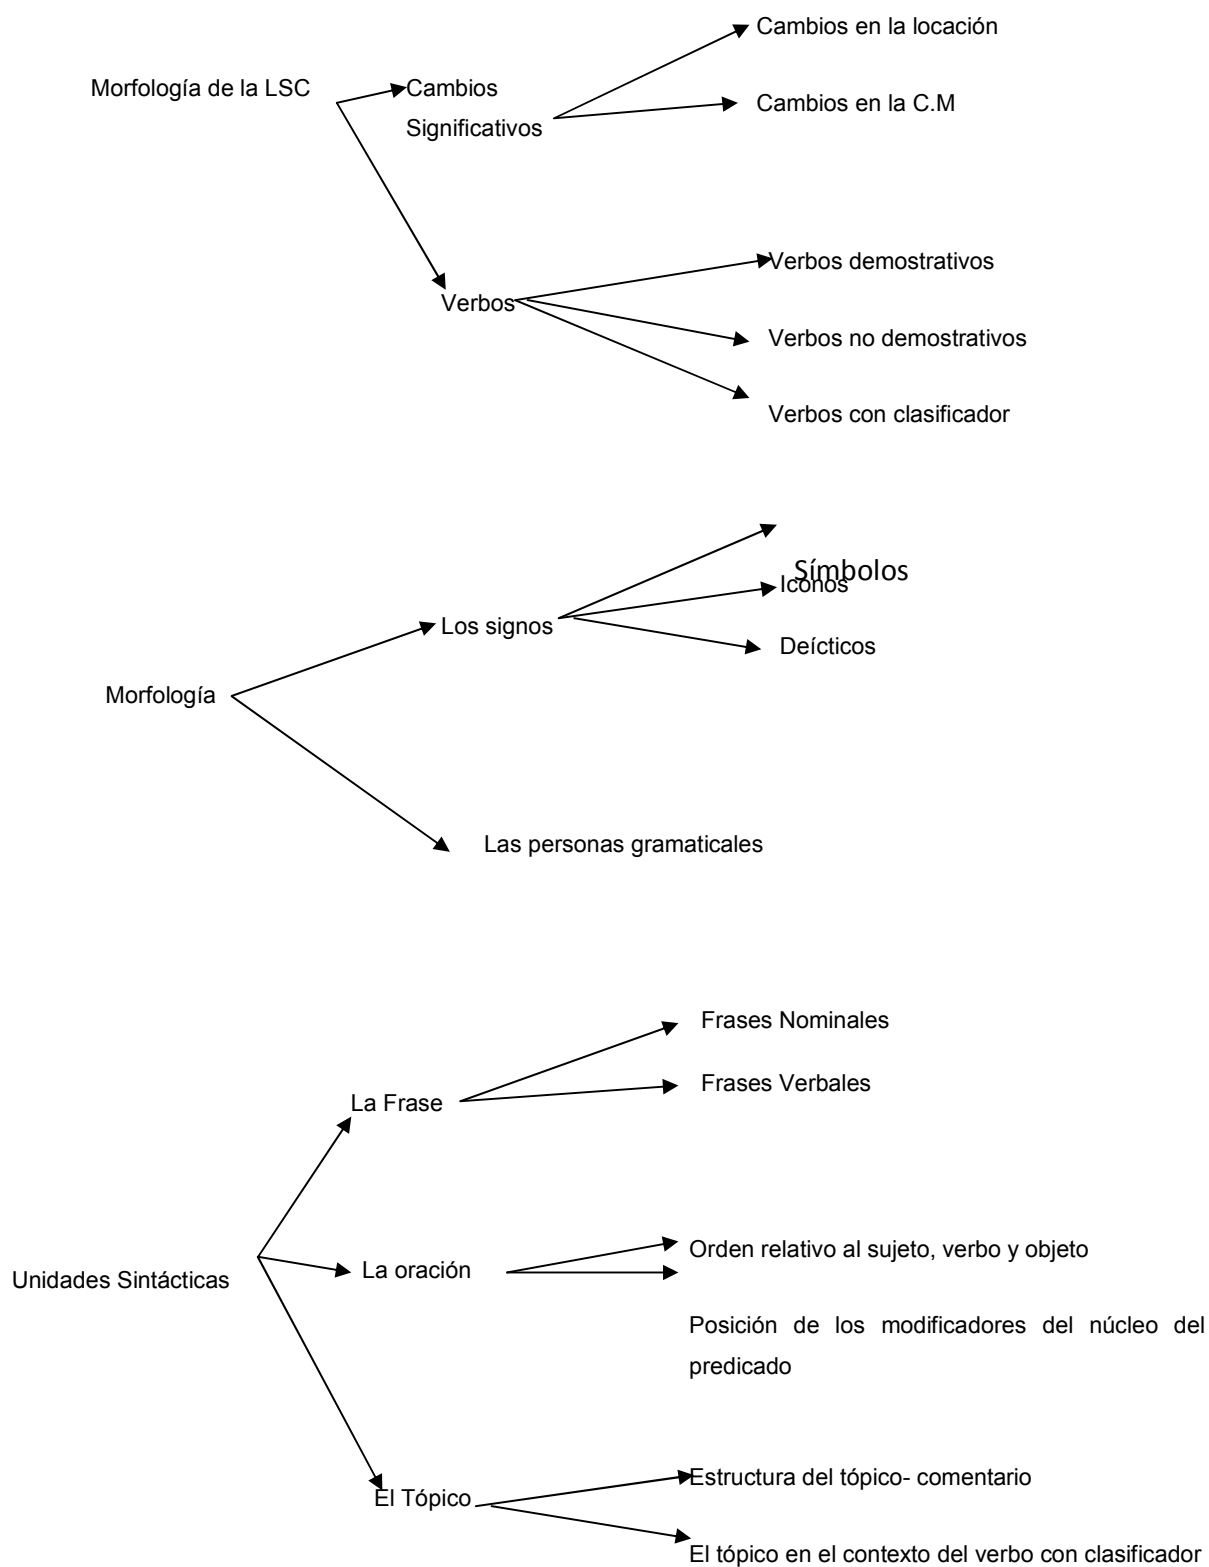 Cambios en la locación
Morfología de la LSC
Cambios
Significativos
Cambios en la C.M
Verbos
Verbos demostrativos
Verbos no demostrativos
Verbos con clasificador
Morfología
Los signos
Símbolos
Iconos
Deícticos
Las personas gramaticales
Unidades Sintácticas
La Frase
Frases Nominales
Frases Verbales
La oración
Orden relativo al sujeto, verbo y objeto
Posición de los modificadores del núcleo del
predicado
El Tópico
Estructura del tópico- comentario
El tópico en el contexto del verbo con clasificador